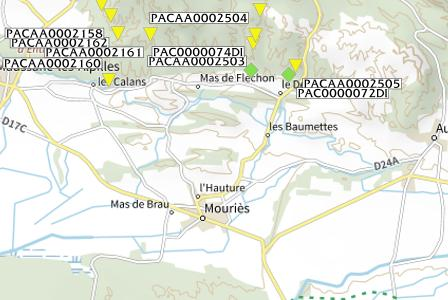 PACAA0002504
PACAA0002158
PACAA0002162
PACAA0002161
PAC0000074DI
PACAA0002503
PACAA0002160
le Calans
Mas de Flechon
PACAA0002505
PAC0000072DI
les Baumettes
D17C
D24A
l'Hauture
Mas de Brau
Mouriès